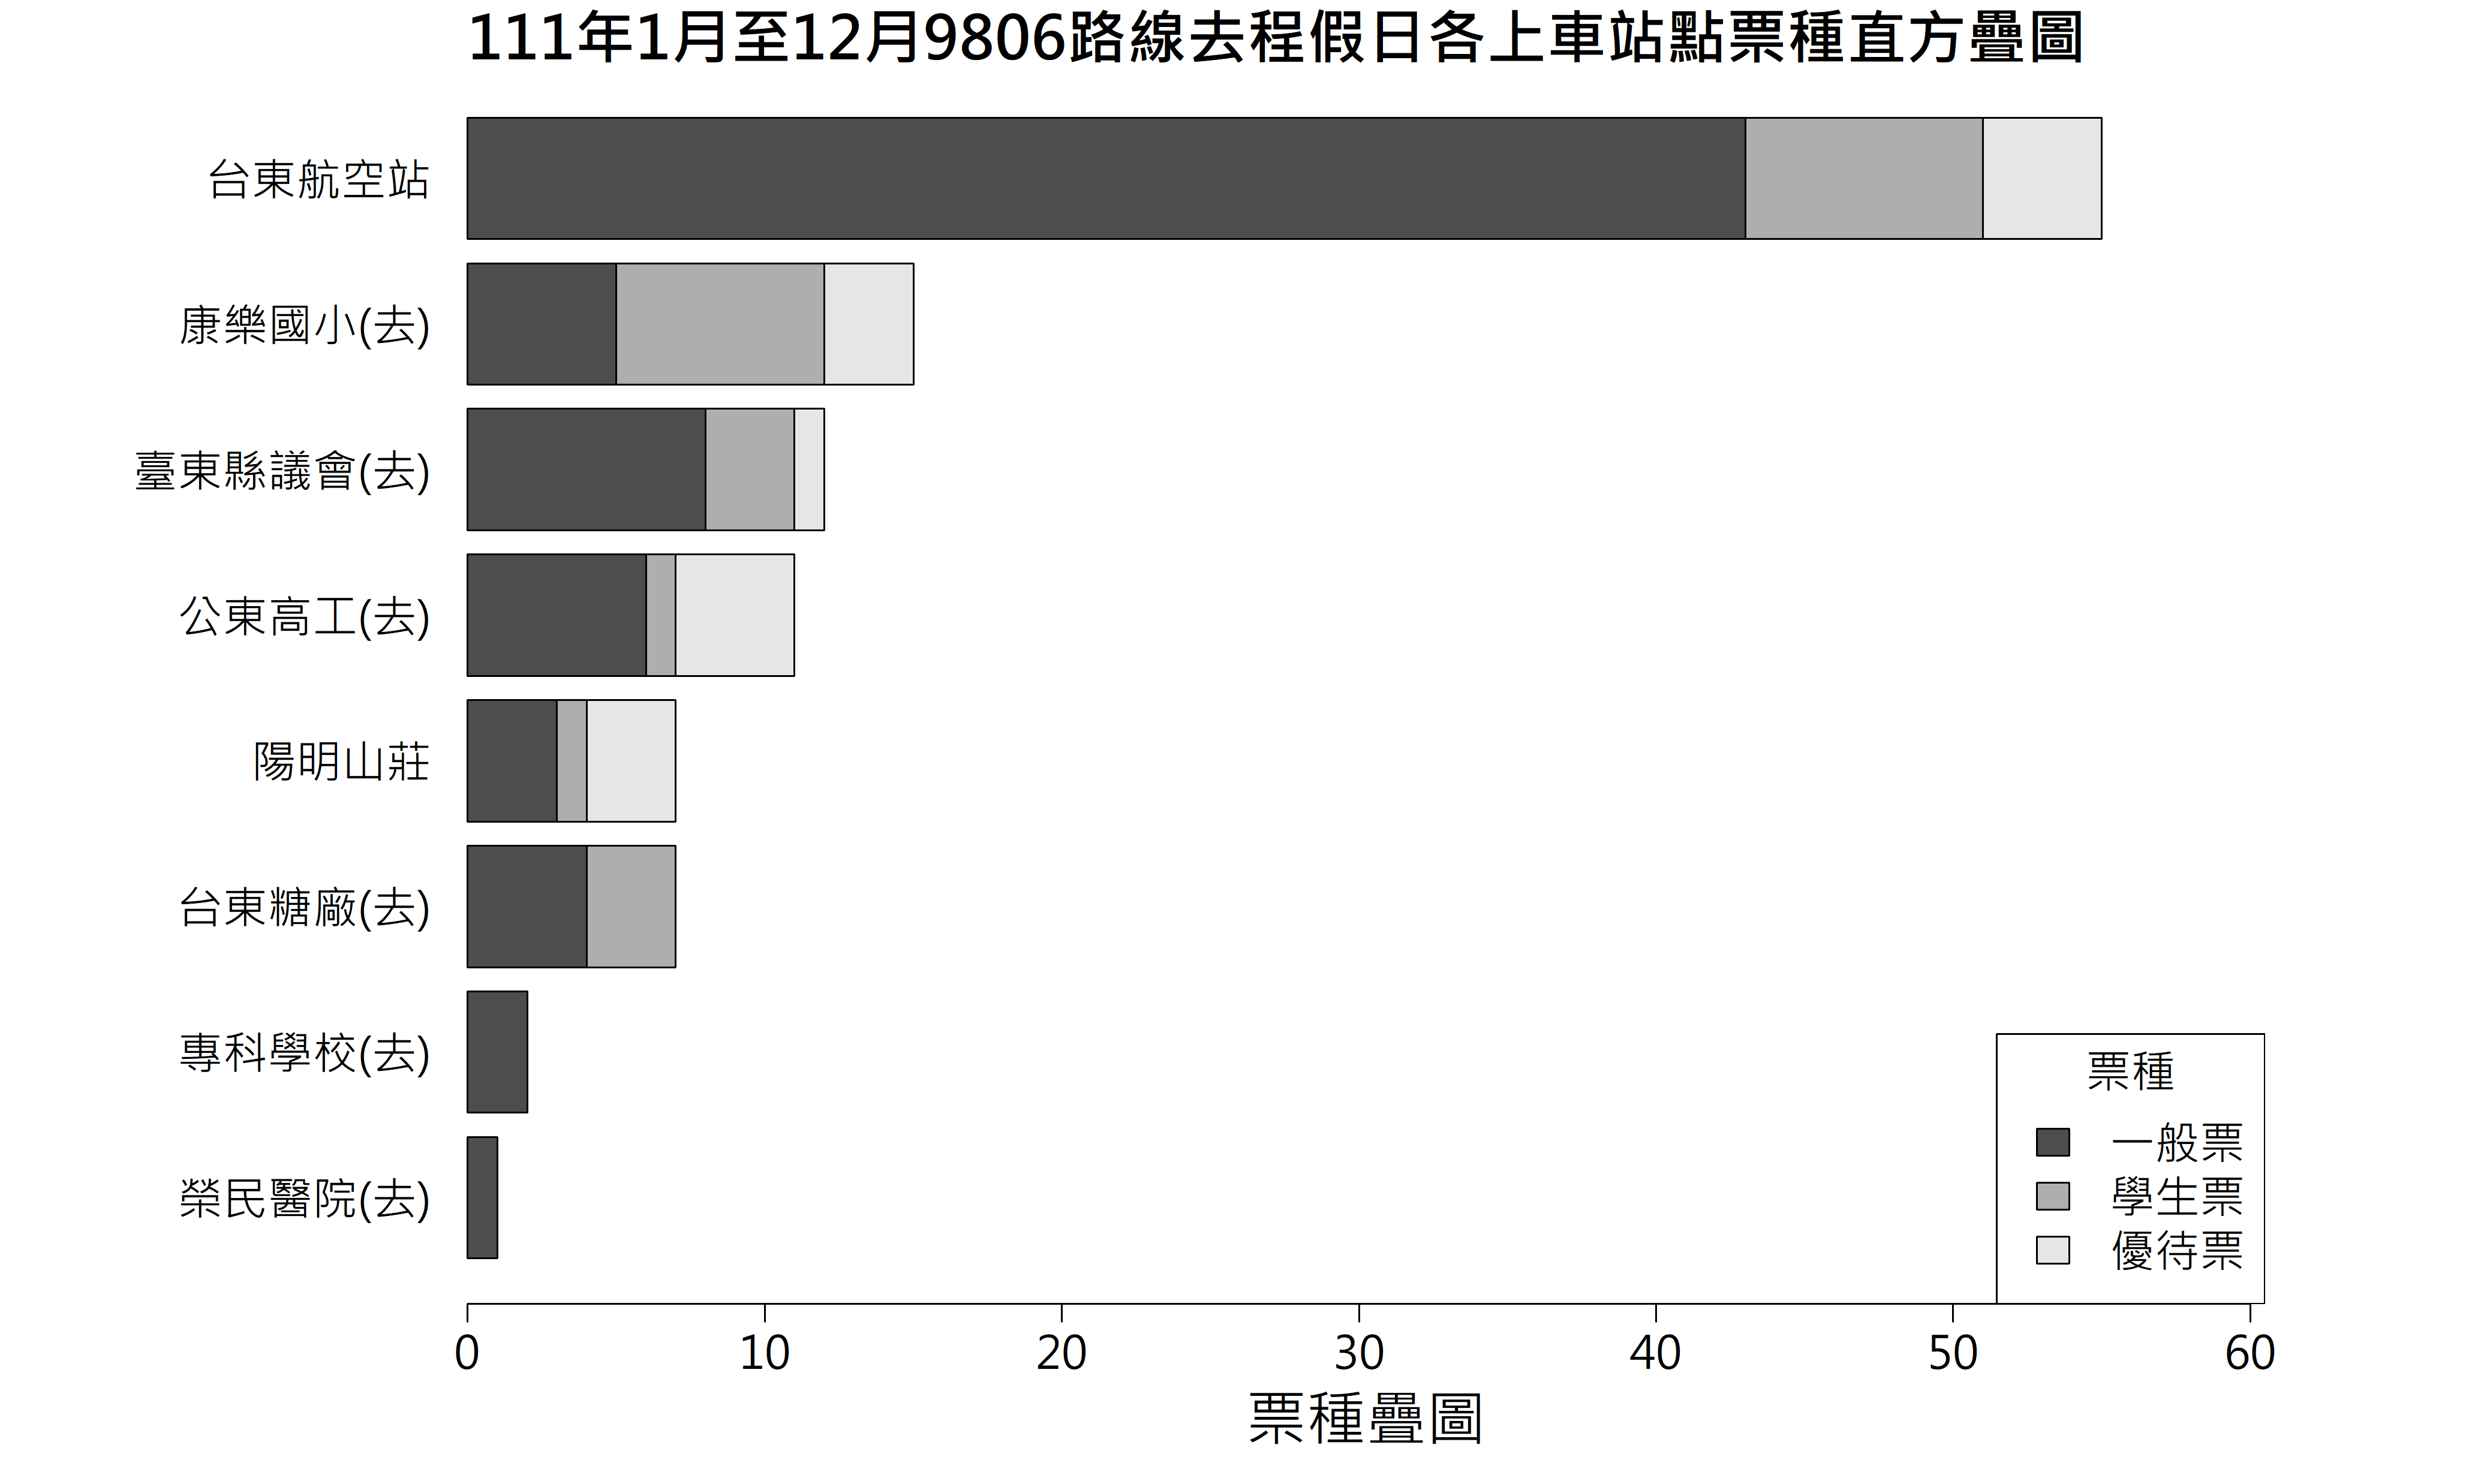 111年1月至12月9806路線去程假日各上車站點票種直方疊圖
台東航空站
康樂國小(去)
臺東縣議會(去)
公東高工(去)
陽明山莊
台東糖廠(去)
專科學校(去)
榮民醫院(去)
票種
一般票
學生票
優待票
0 10 20 30 40 50 60
票種疊圖